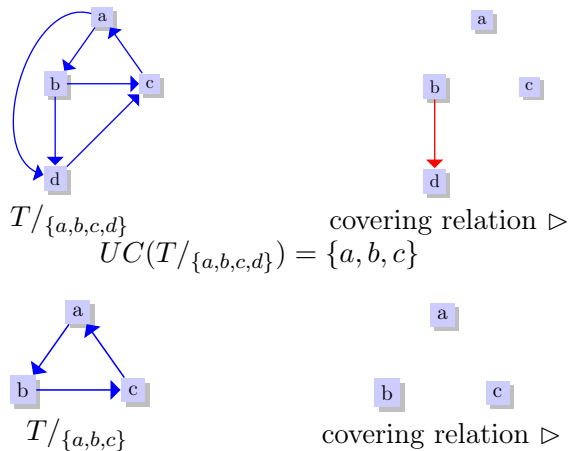 a a
b c b c
d d
T/_{a,b,c,d} covering relation ▷
UC(T/_{a,b,c,d}) = {a, b, c}
a a
b c b c
T/_{a,b,c} covering relation ▷